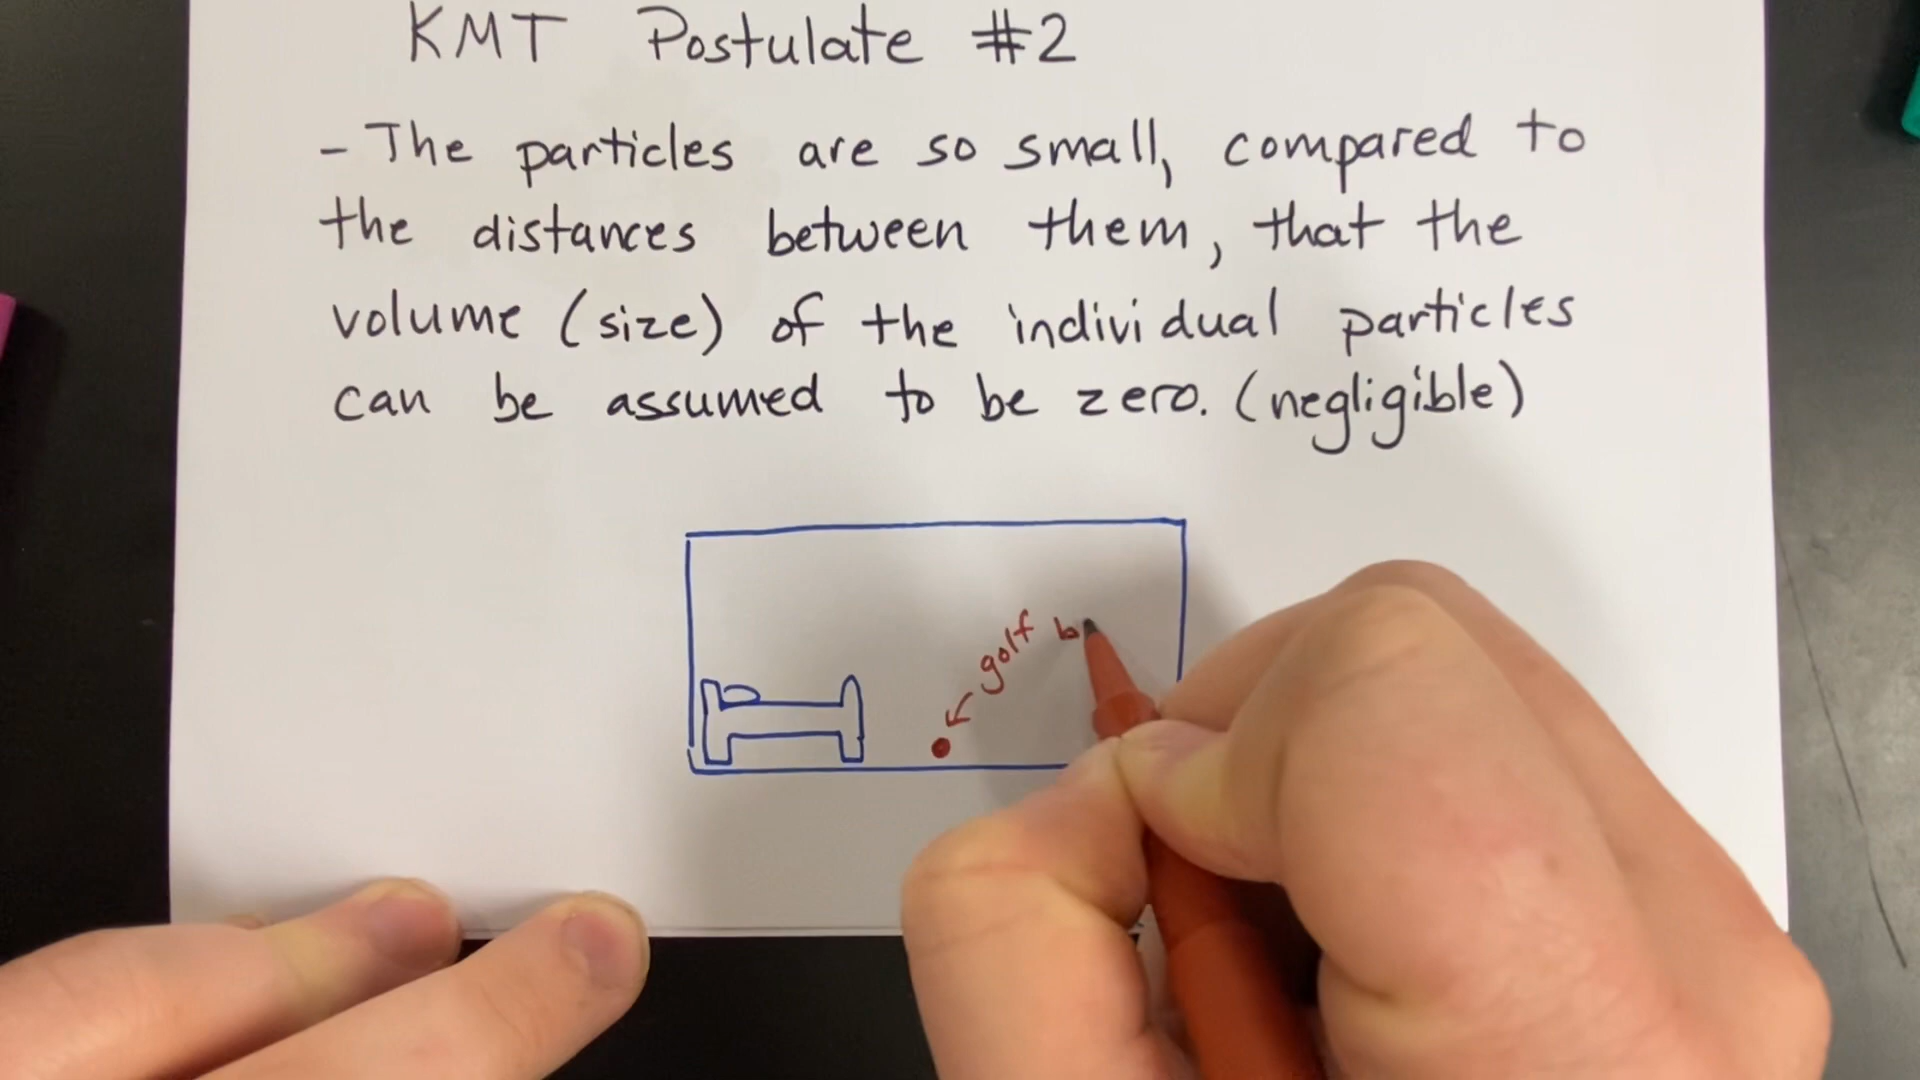 KMT Postulate #2
- The particles are so small, compared to
the distances between them, that the
volume (size) of the individual particles
can be assumed to be zero. (negligible)
golf b